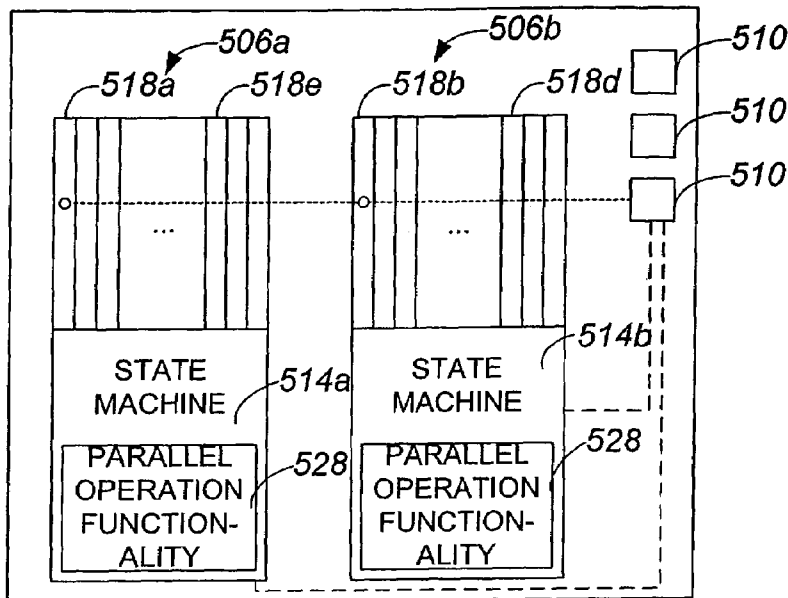 506a
506b
510
518a
518e
518b
518d
510
510
...
...
STATE
MACHINE
514a
STATE
MACHINE
514b
PARALLEL
OPERATION
FUNCTION-
ALITY
528
PARALLEL
OPERATION
FUNCTION-
ALITY
528